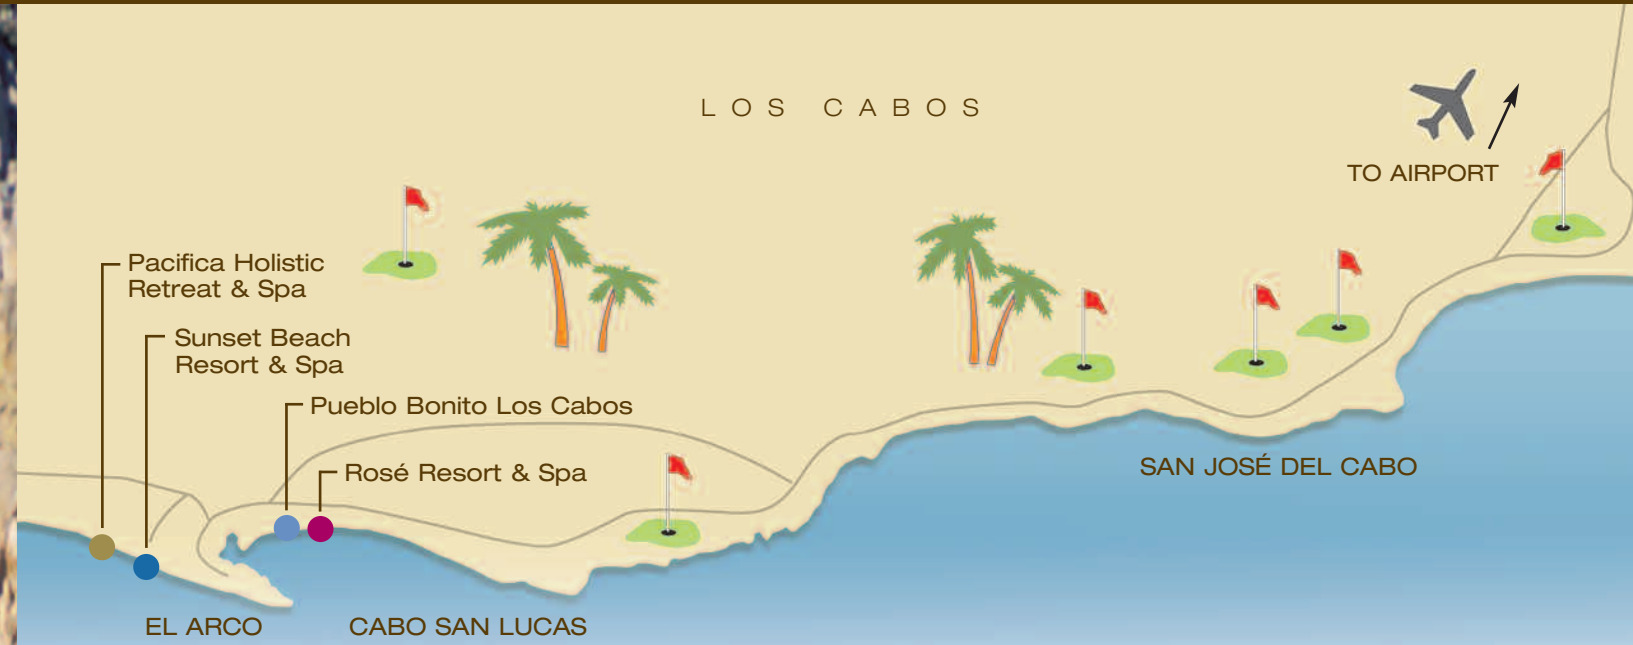 LOS CABOS
TO AIRPORT
Pacifica Holistic
Retreat & Spa
Sunset Beach
Resort & Spa
Pueblo Bonito Los Cabos
Rosé Resort & Spa
SAN JOSÉ DEL CABO
EL ARCO
CABO SAN LUCAS